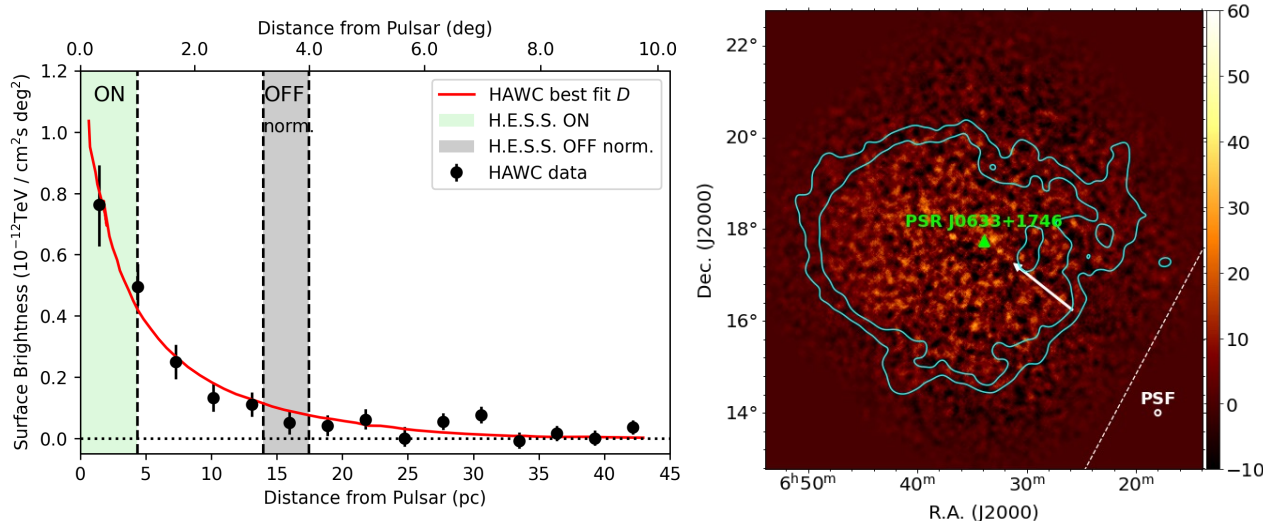 Distance from Pulsar (deg)
0.0 2.0 4.0 6.0 8.0 10.0
1.2
1.0
0.8
0.6
0.4
0.2
0.0
Surface Brightness (10⁻¹²TeV / cm²s deg²)
ON
OFF
norm.
HAWC best fit D
H.E.S.S. ON
H.E.S.S. OFF norm.
HAWC data
0 5 10 15 20 25 30 35 40 45
Distance from Pulsar (pc)
22°
20°
18°
16°
14°
Dec. (J2000)
PSR J0633+1746
PSF
6ʰ50ᵐ 40ᵐ 30ᵐ 20ᵐ
R.A. (J2000)
60
50
40
30
20
10
0
−10